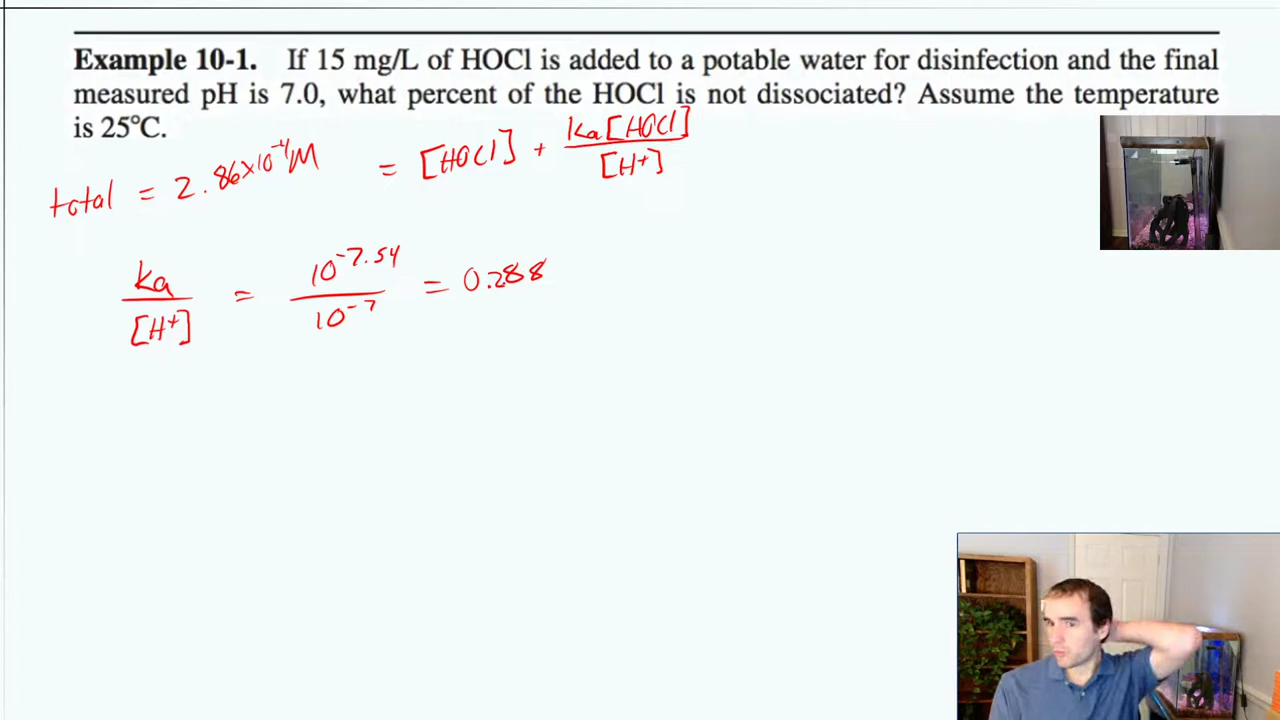 Example 10-1. If 15 mg/L of HOCl is added to a potable water for disinfection and the final
measured pH is 7.0, what percent of the HOCl is not dissociated? Assume the temperature
is 25°C.
total = 2.86×10⁻⁴M = [HOCl] + Ka[HOCl] / [H+]
Ka / [H+] = 10^-7.54 / 10^-7 = 0.288